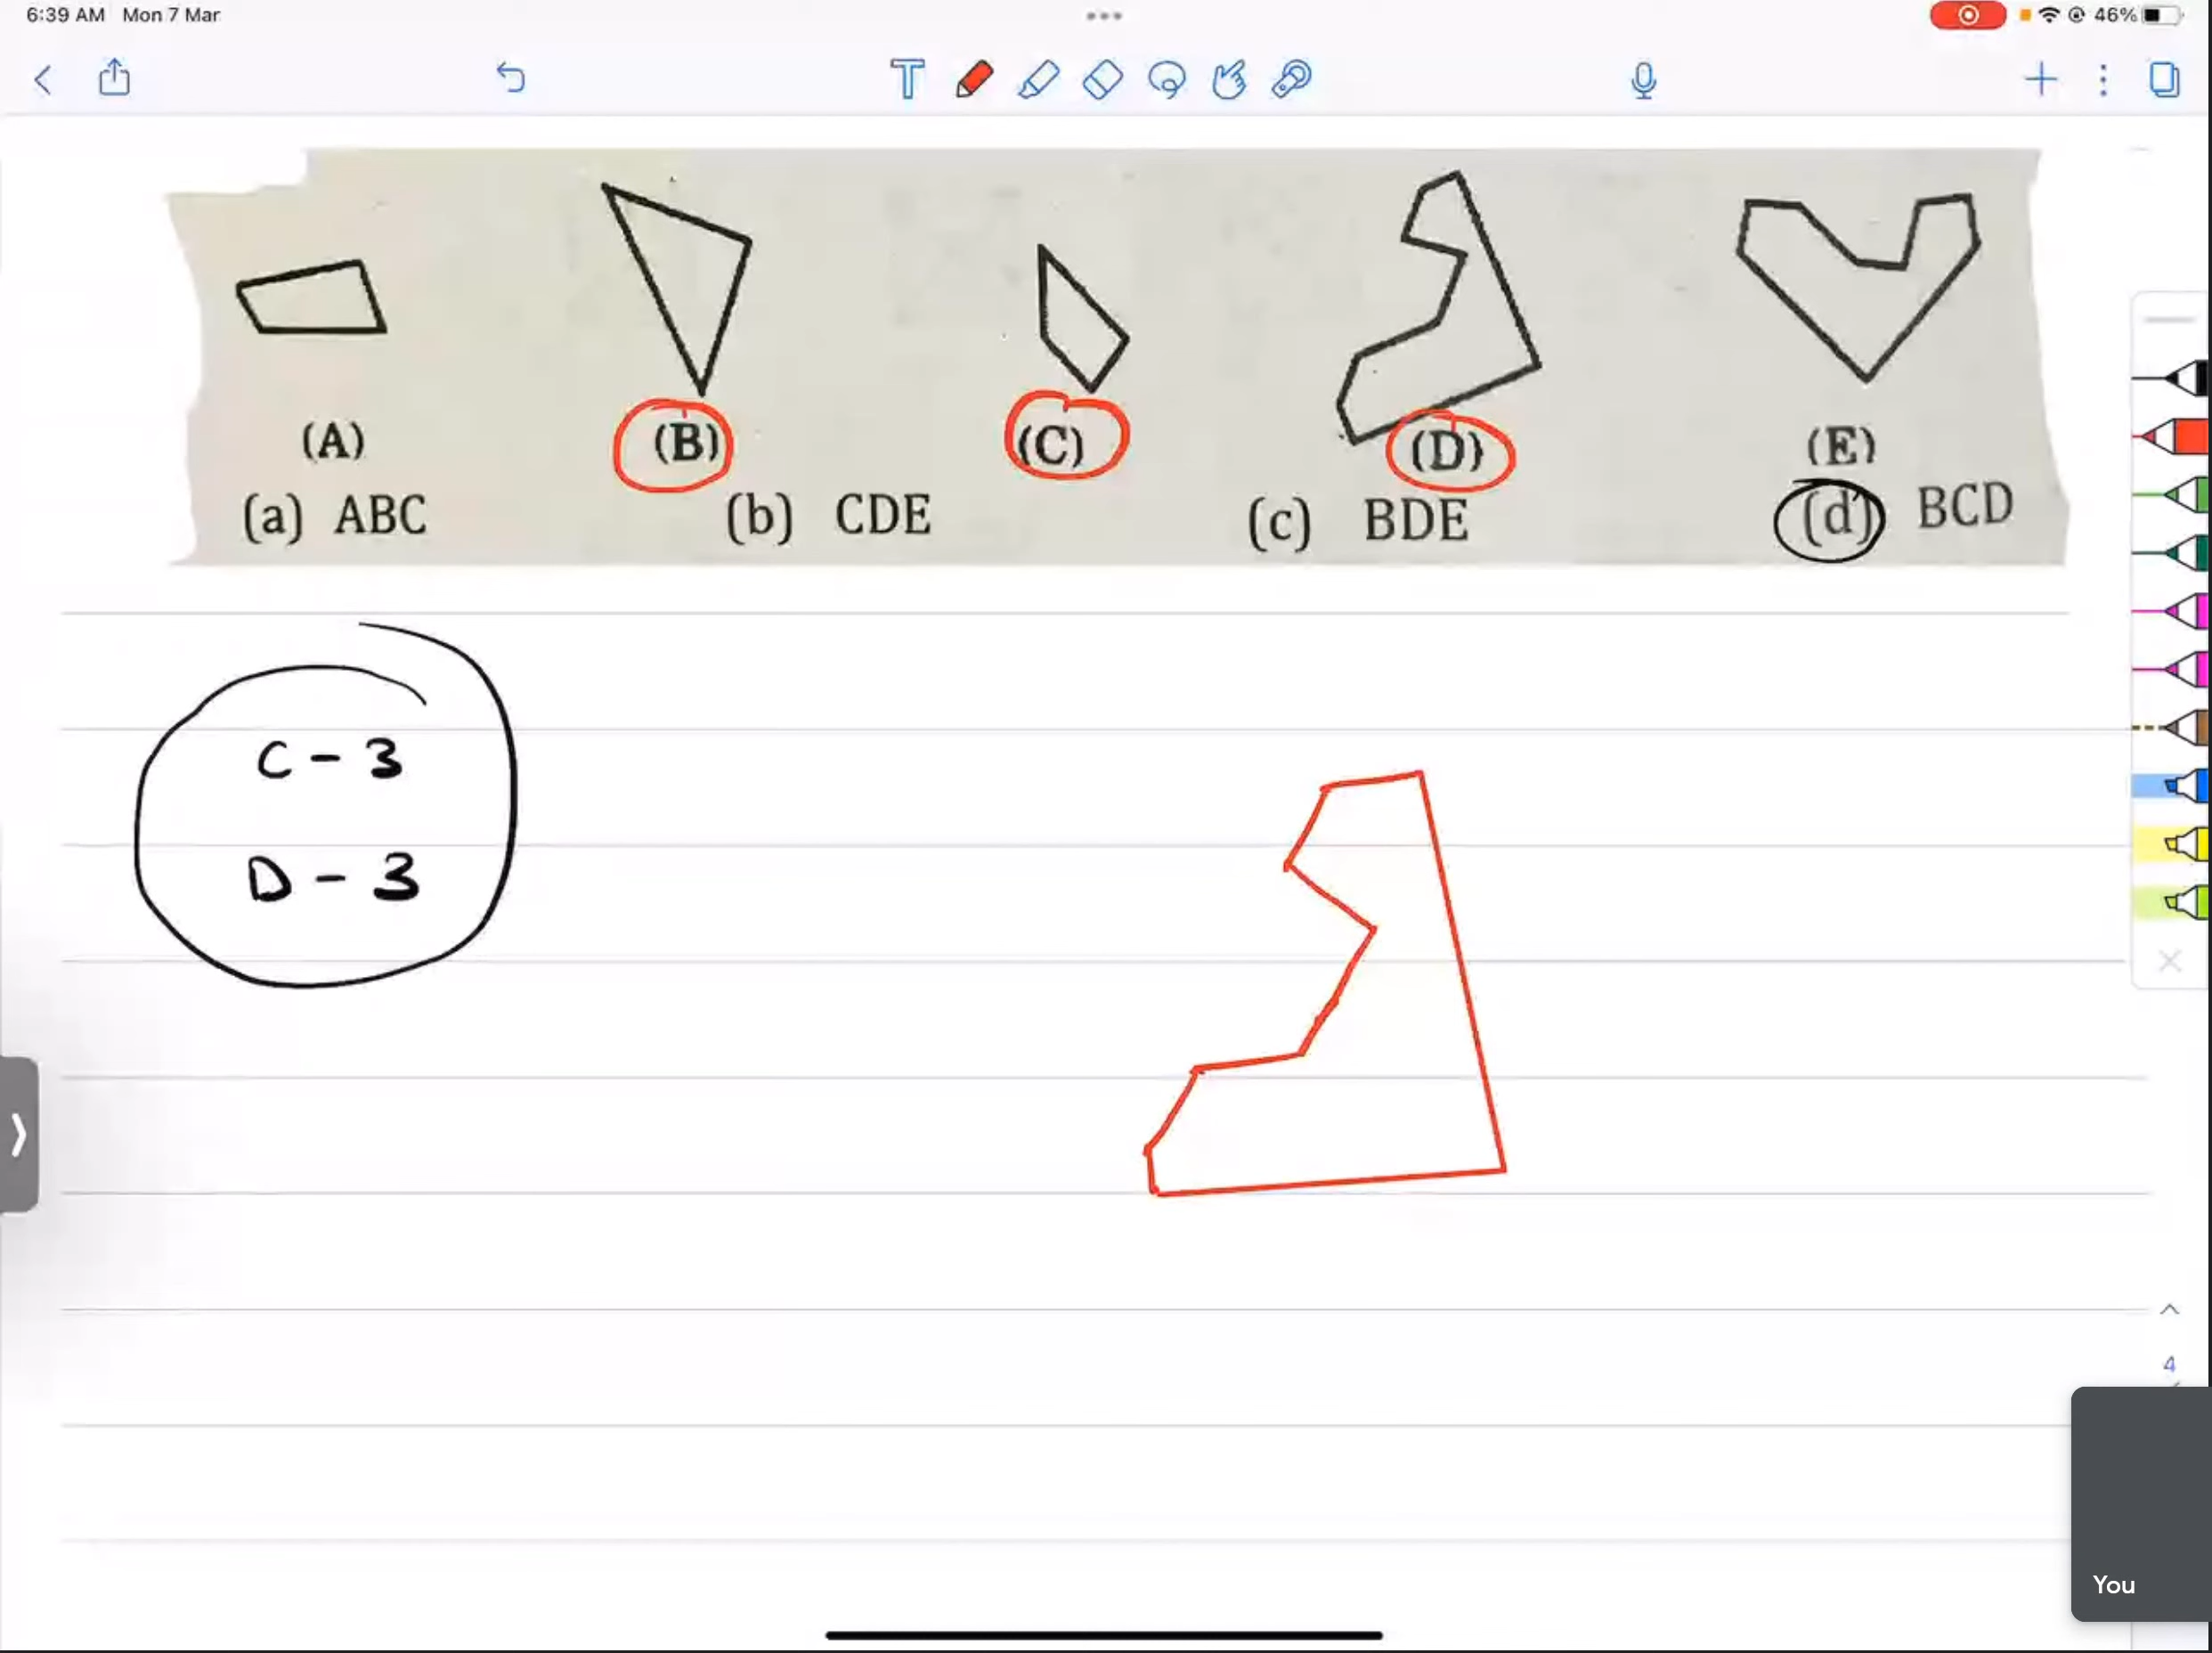 6:39 AM Mon 7 Mar 46%
T
(A) (B) (C) (D) (E)
(a) ABC (b) CDE (c) BDE (d) BCD
C - 3
D - 3
4
You